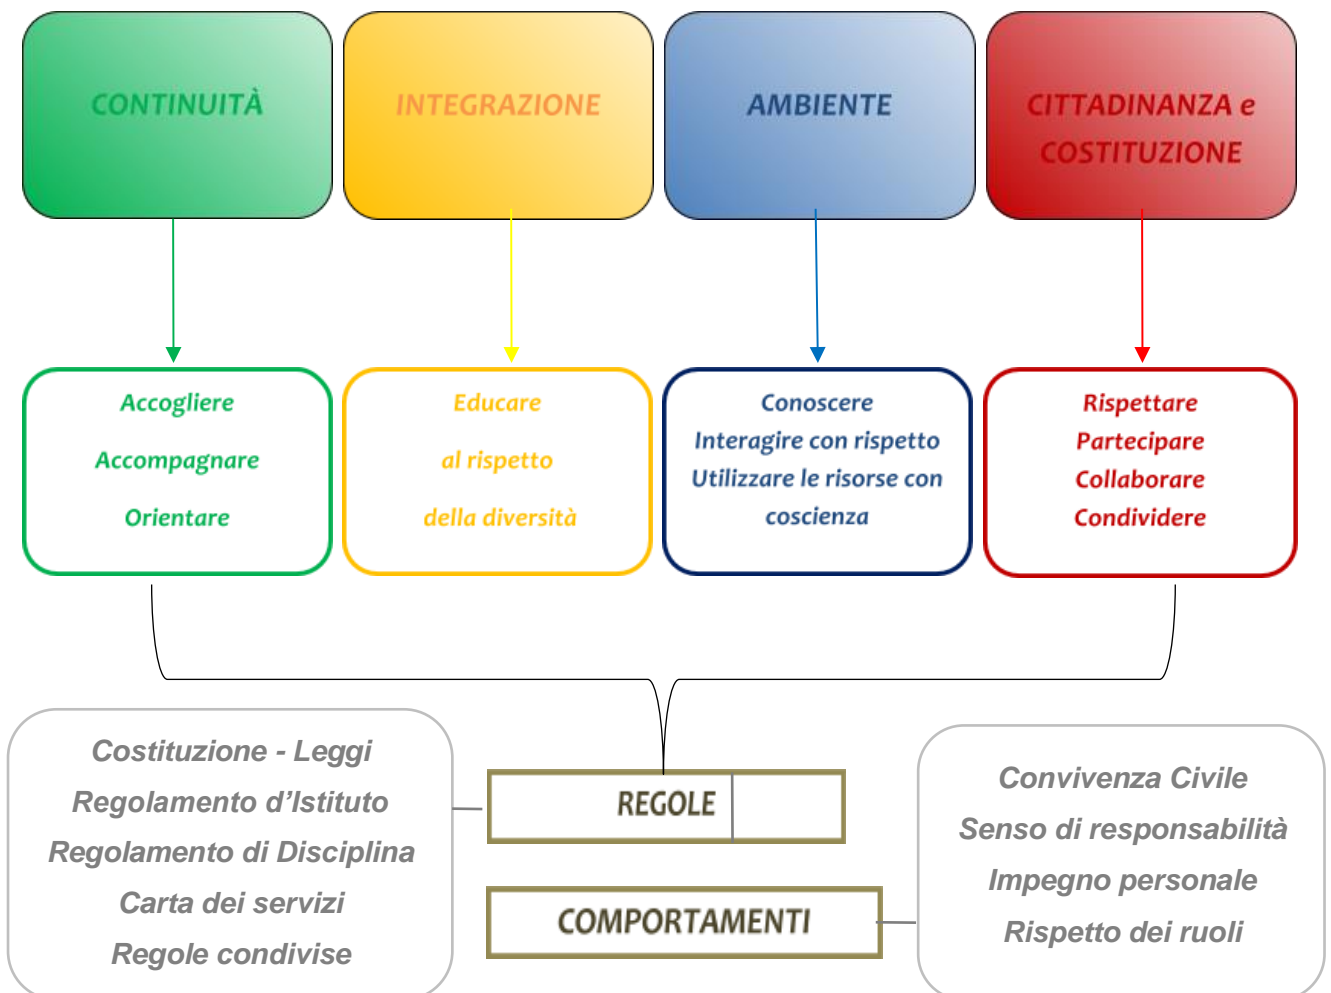 CONTINUITÀ
INTEGRAZIONE
AMBIENTE
CITTADINANZA e
COSTITUZIONE
Accogliere
Accompagnare
Orientare
Educare
al rispetto
della diversità
Conoscere
Interagire con rispetto
Utilizzare le risorse con
coscienza
Rispettare
Partecipare
Collaborare
Condividere
Costituzione - Leggi
Regolamento d’Istituto
Regolamento di Disciplina
Carta dei servizi
Regole condivise
REGOLE
COMPORTAMENTI
Convivenza Civile
Senso di responsabilità
Impegno personale
Rispetto dei ruoli